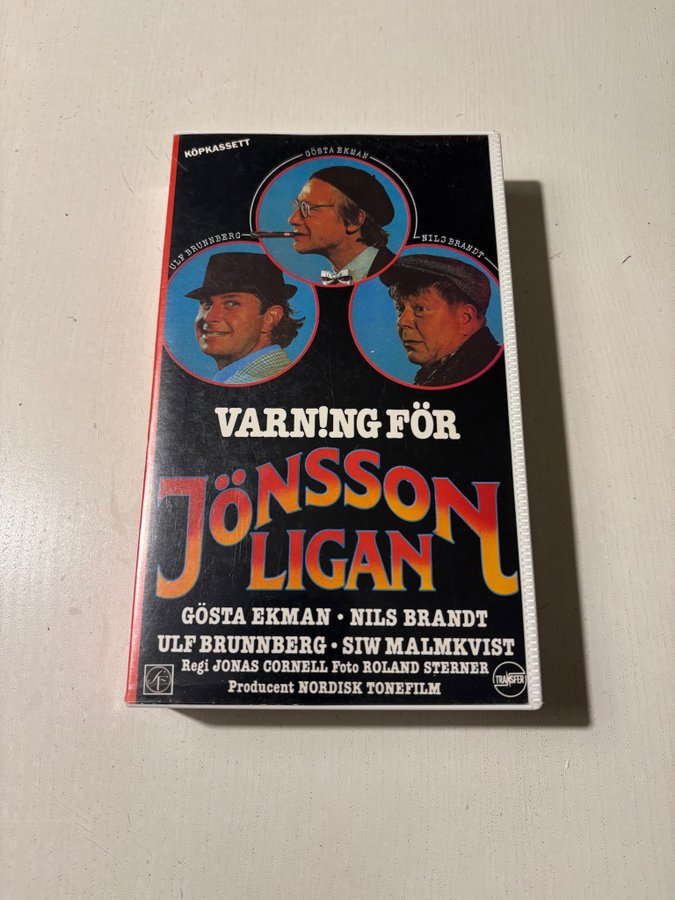 KÖPKASSETT
GÖSTA EKMAN
ULF BRUNNBERG
NILS BRANDT
VARN!NG FÖR
JÖNSSON
LIGAN
GÖSTA EKMAN · NILS BRANDT
ULF BRUNNBERG · SIW MALMKVIST
Regi JONAS CORNELL Foto ROLAND STERNER
Producent NORDISK TONEFILM
SF
TRANSFER